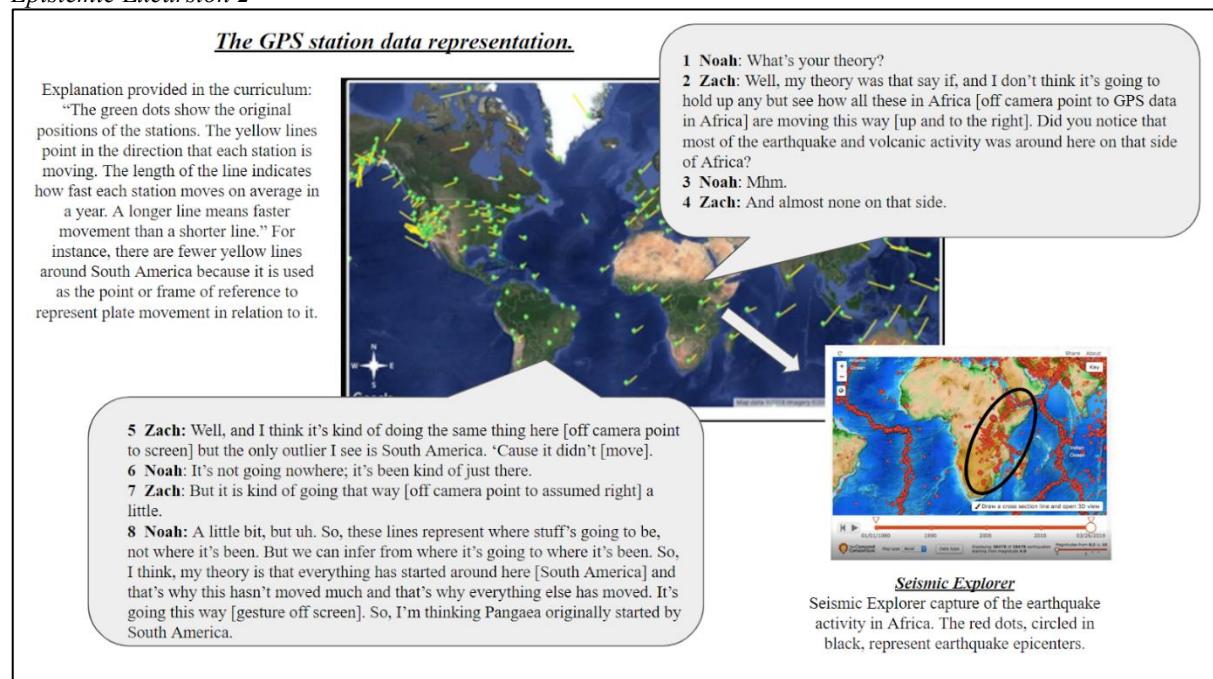 Epistemic Excursion 2
The GPS station data representation.
Explanation provided in the curriculum:
“The green dots show the original
positions of the stations. The yellow lines
point in the direction that each station is
moving. The length of the line indicates
how fast each station moves on average in
a year. A longer line means faster
movement than a shorter line.” For
instance, there are fewer yellow lines
around South America because it is used
as the point or frame of reference to
represent plate movement in relation to it.
1 Noah: What’s your theory?
2 Zach: Well, my theory was that say if, and I don’t think it’s going to
hold up any but see how all these in Africa [off camera point to GPS data
in Africa] are moving this way [up and to the right]. Did you notice that
most of the earthquake and volcanic activity was around here on that side
of Africa?
3 Noah: Mhm.
4 Zach: And almost none on that side.
N
W E
S
Google
5 Zach: Well, and I think it’s kind of doing the same thing here [off camera point
to screen] but the only outlier I see is South America. ‘Cause it didn’t [move].
6 Noah: It’s not going nowhere; it’s been kind of just there.
7 Zach: But it is kind of going that way [off camera point to assumed right] a
little.
8 Noah: A little bit, but uh. So, these lines represent where stuff’s going to be,
not where it’s been. But we can infer from where it’s going to where it’s been. So,
I think, my theory is that everything has started around here [South America] and
that’s why this hasn’t moved much and that’s why everything else has moved. It’s
going this way [gesture off screen]. So, I’m thinking Pangaea originally started by
South America.
Share About
Ocean
Key
Indian
Ocean
Draw a cross section line and open 3D view
01/01/1980 1990 2000 2010
Map type
Data type
Seismic Explorer
Seismic Explorer capture of the earthquake
activity in Africa. The red dots, circled in
black, represent earthquake epicenters.